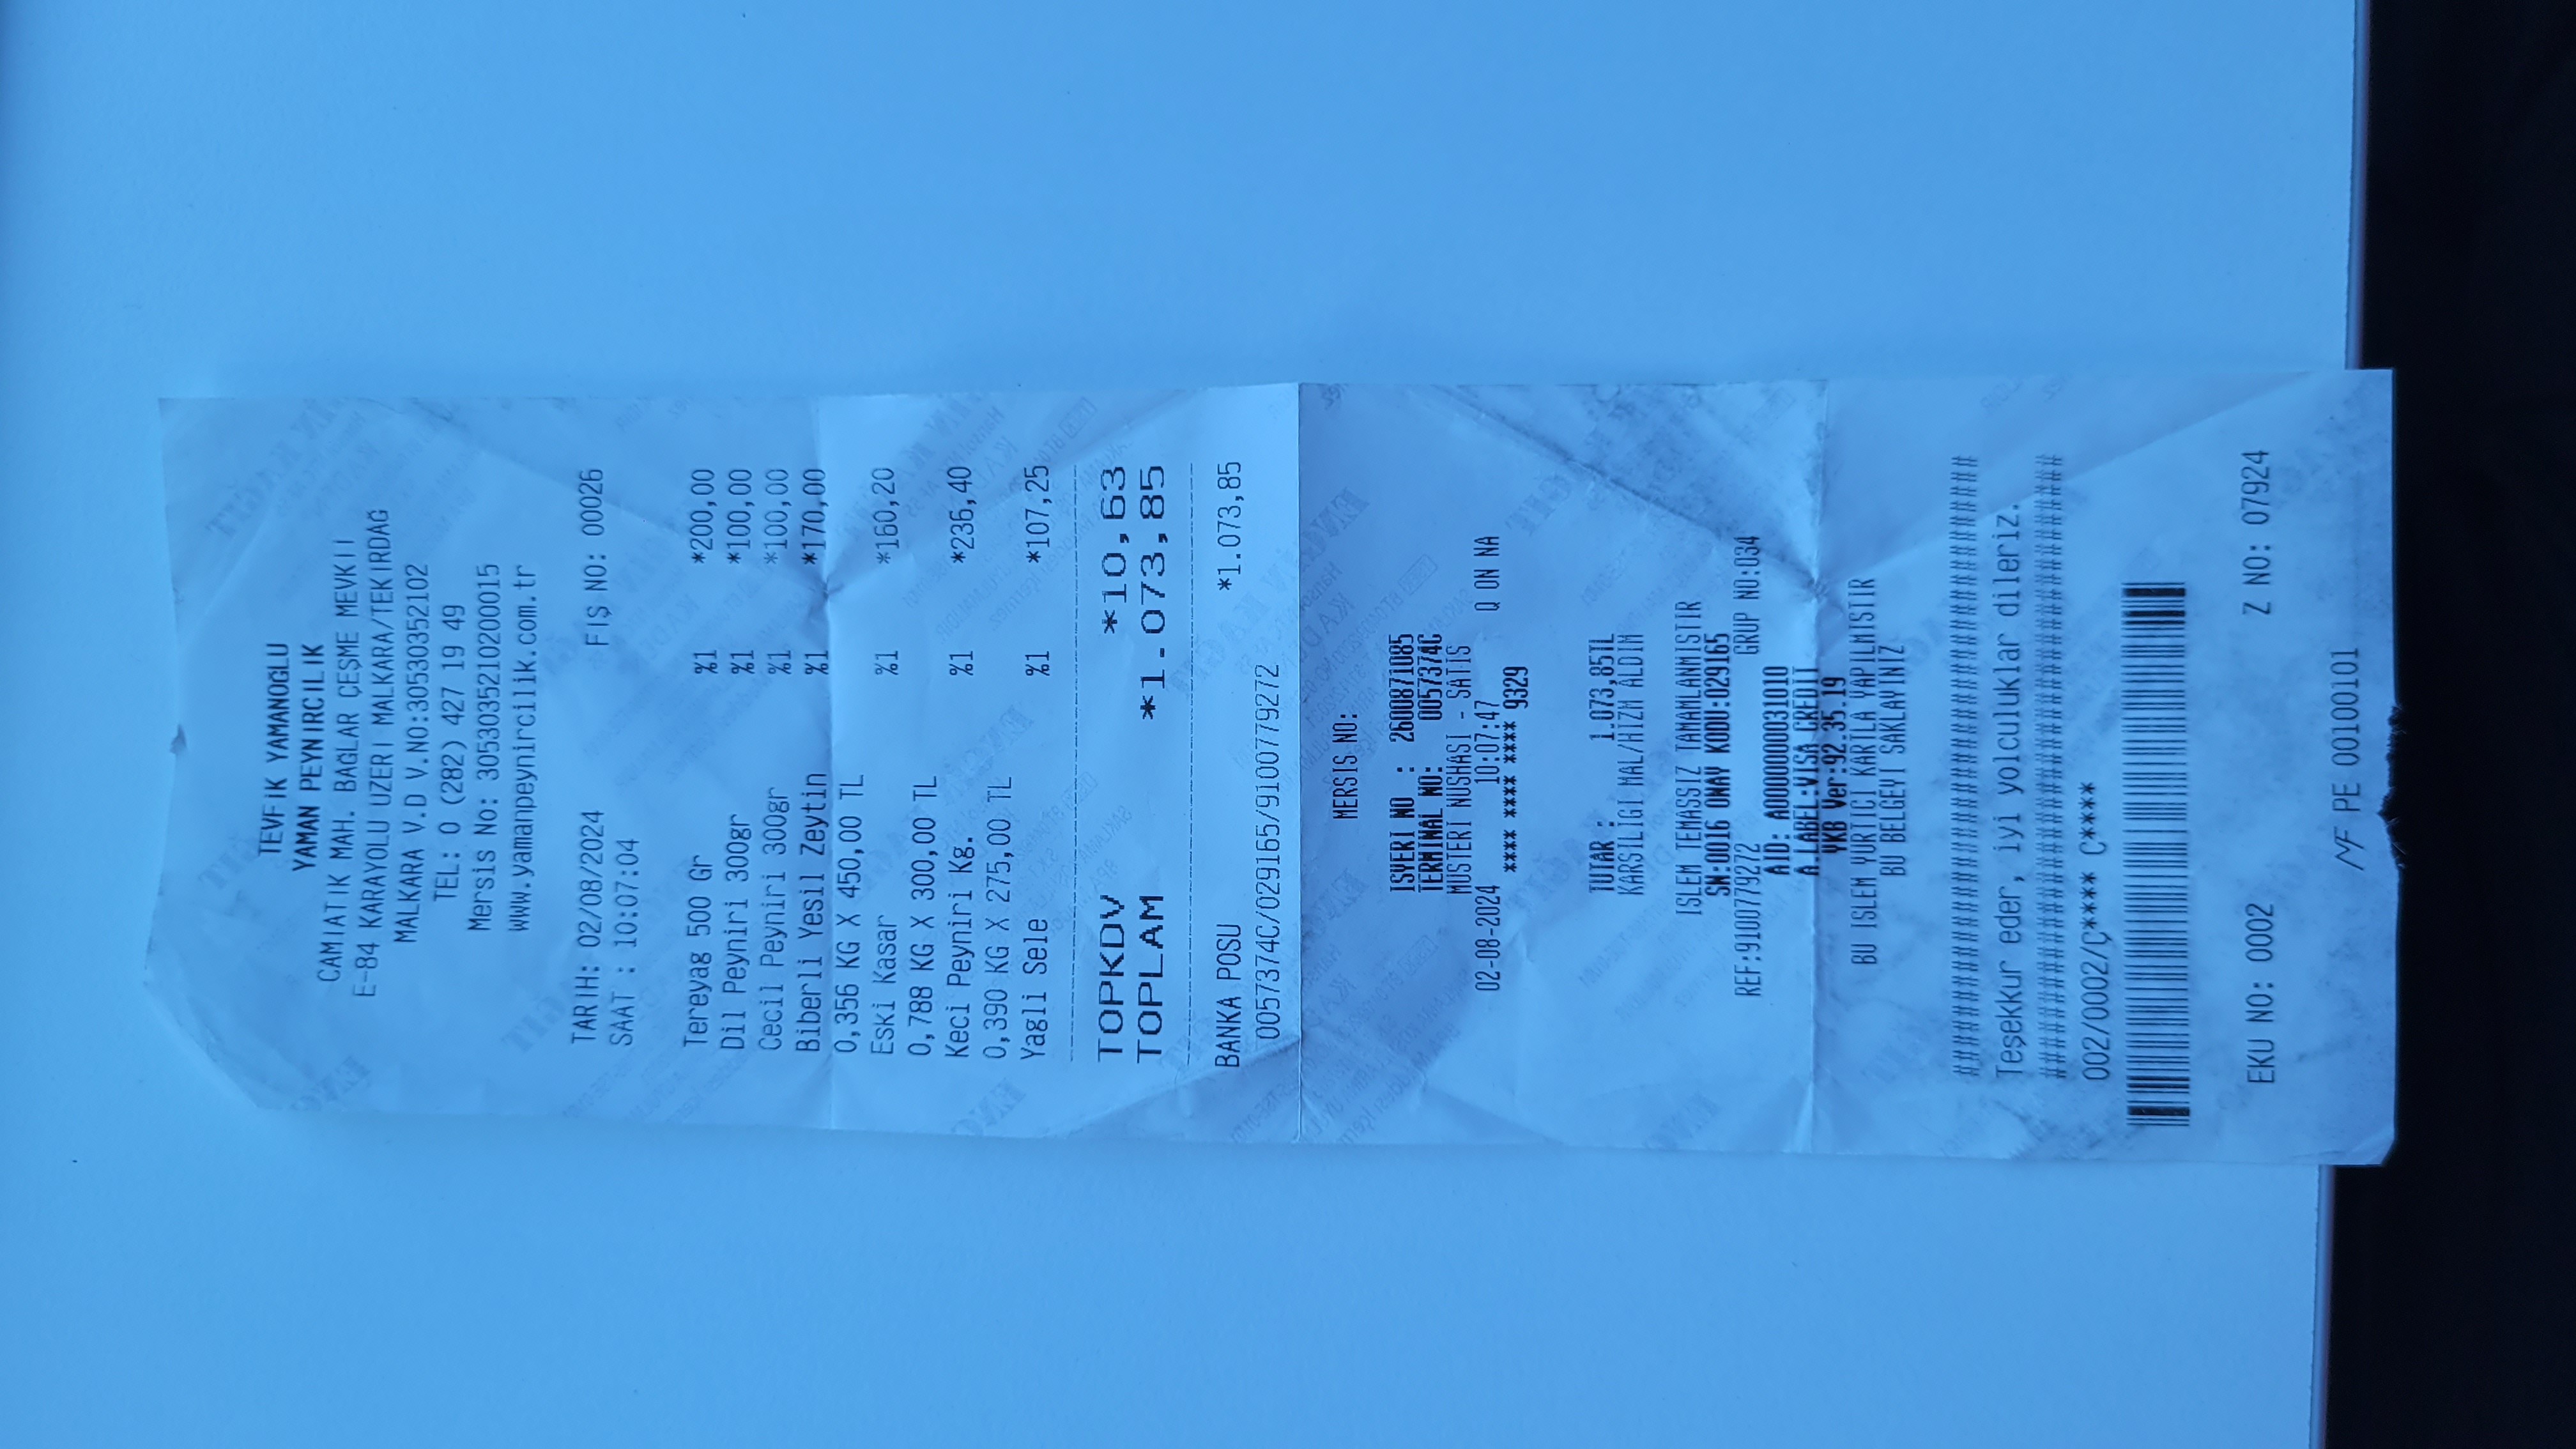 TEVFİK YAMANOĞLU
YAMAN PEYNIRCILIK
CAMIATIK MAH. BAĞLAR ÇEŞME MEVKII
E-84 KARAYOLU UZERI MALKARA/TEKIRDAĞ
MALKARA V.D V.NO:30530352102
TEL: 0 (282) 427 19 49
Mersis No: 3053035210200015
www.yamanpeynircilik.com.tr
TARIH: 02/08/2024 FIŞ NO: 00026
SAAT : 10:07:04
Tereyag 500 Gr %1 *200,00
Dil Peyniri 300gr %1 *100,00
Cecil Peyniri 300gr %1 *100,00
Biberli Yesil Zeytin %1 *170,00
0,356 KG X 450,00 TL
Eski Kasar %1 *160,20
0,788 KG X 300,00 TL
Keci Peyniri Kg. %1 *236,40
0,390 KG X 275,00 TL
Yagli Sele %1 *107,25
TOPKDV *10,63
TOPLAM *1.073,85
BANKA POSU *1.073,85
0057374C/029165/9100779272
MERSIS NO:
ISYERI NO : 2600871085
TERMINAL NO: 0057374C
MUSTERI NUSHASI - SATIS
02-08-2024 10:07:47 Q ON NA
**** **** **** 9329
TUTAR : 1.073,85TL
KARSILIGI MAL/HIZM ALDIM
ISLEM TEMASSIZ TAMAMLANMISTIR
SN:0016 ONAY KODU:029165
REF:9100779272 GRUP NO:034
AID: A0000000031010
A.LABEL:VISA CREDIT
YKB Ver:92.35.19
BU ISLEM YURTICI KARTLA YAPILMISTIR
BU BELGEYI SAKLAYINIZ
##########################################
Teşekkur eder, iyi yolculuklar dileriz.
##########################################
002/0002/Ç**** C****
EKU NO: 0002 Z NO: 07924
MF PE 00100101